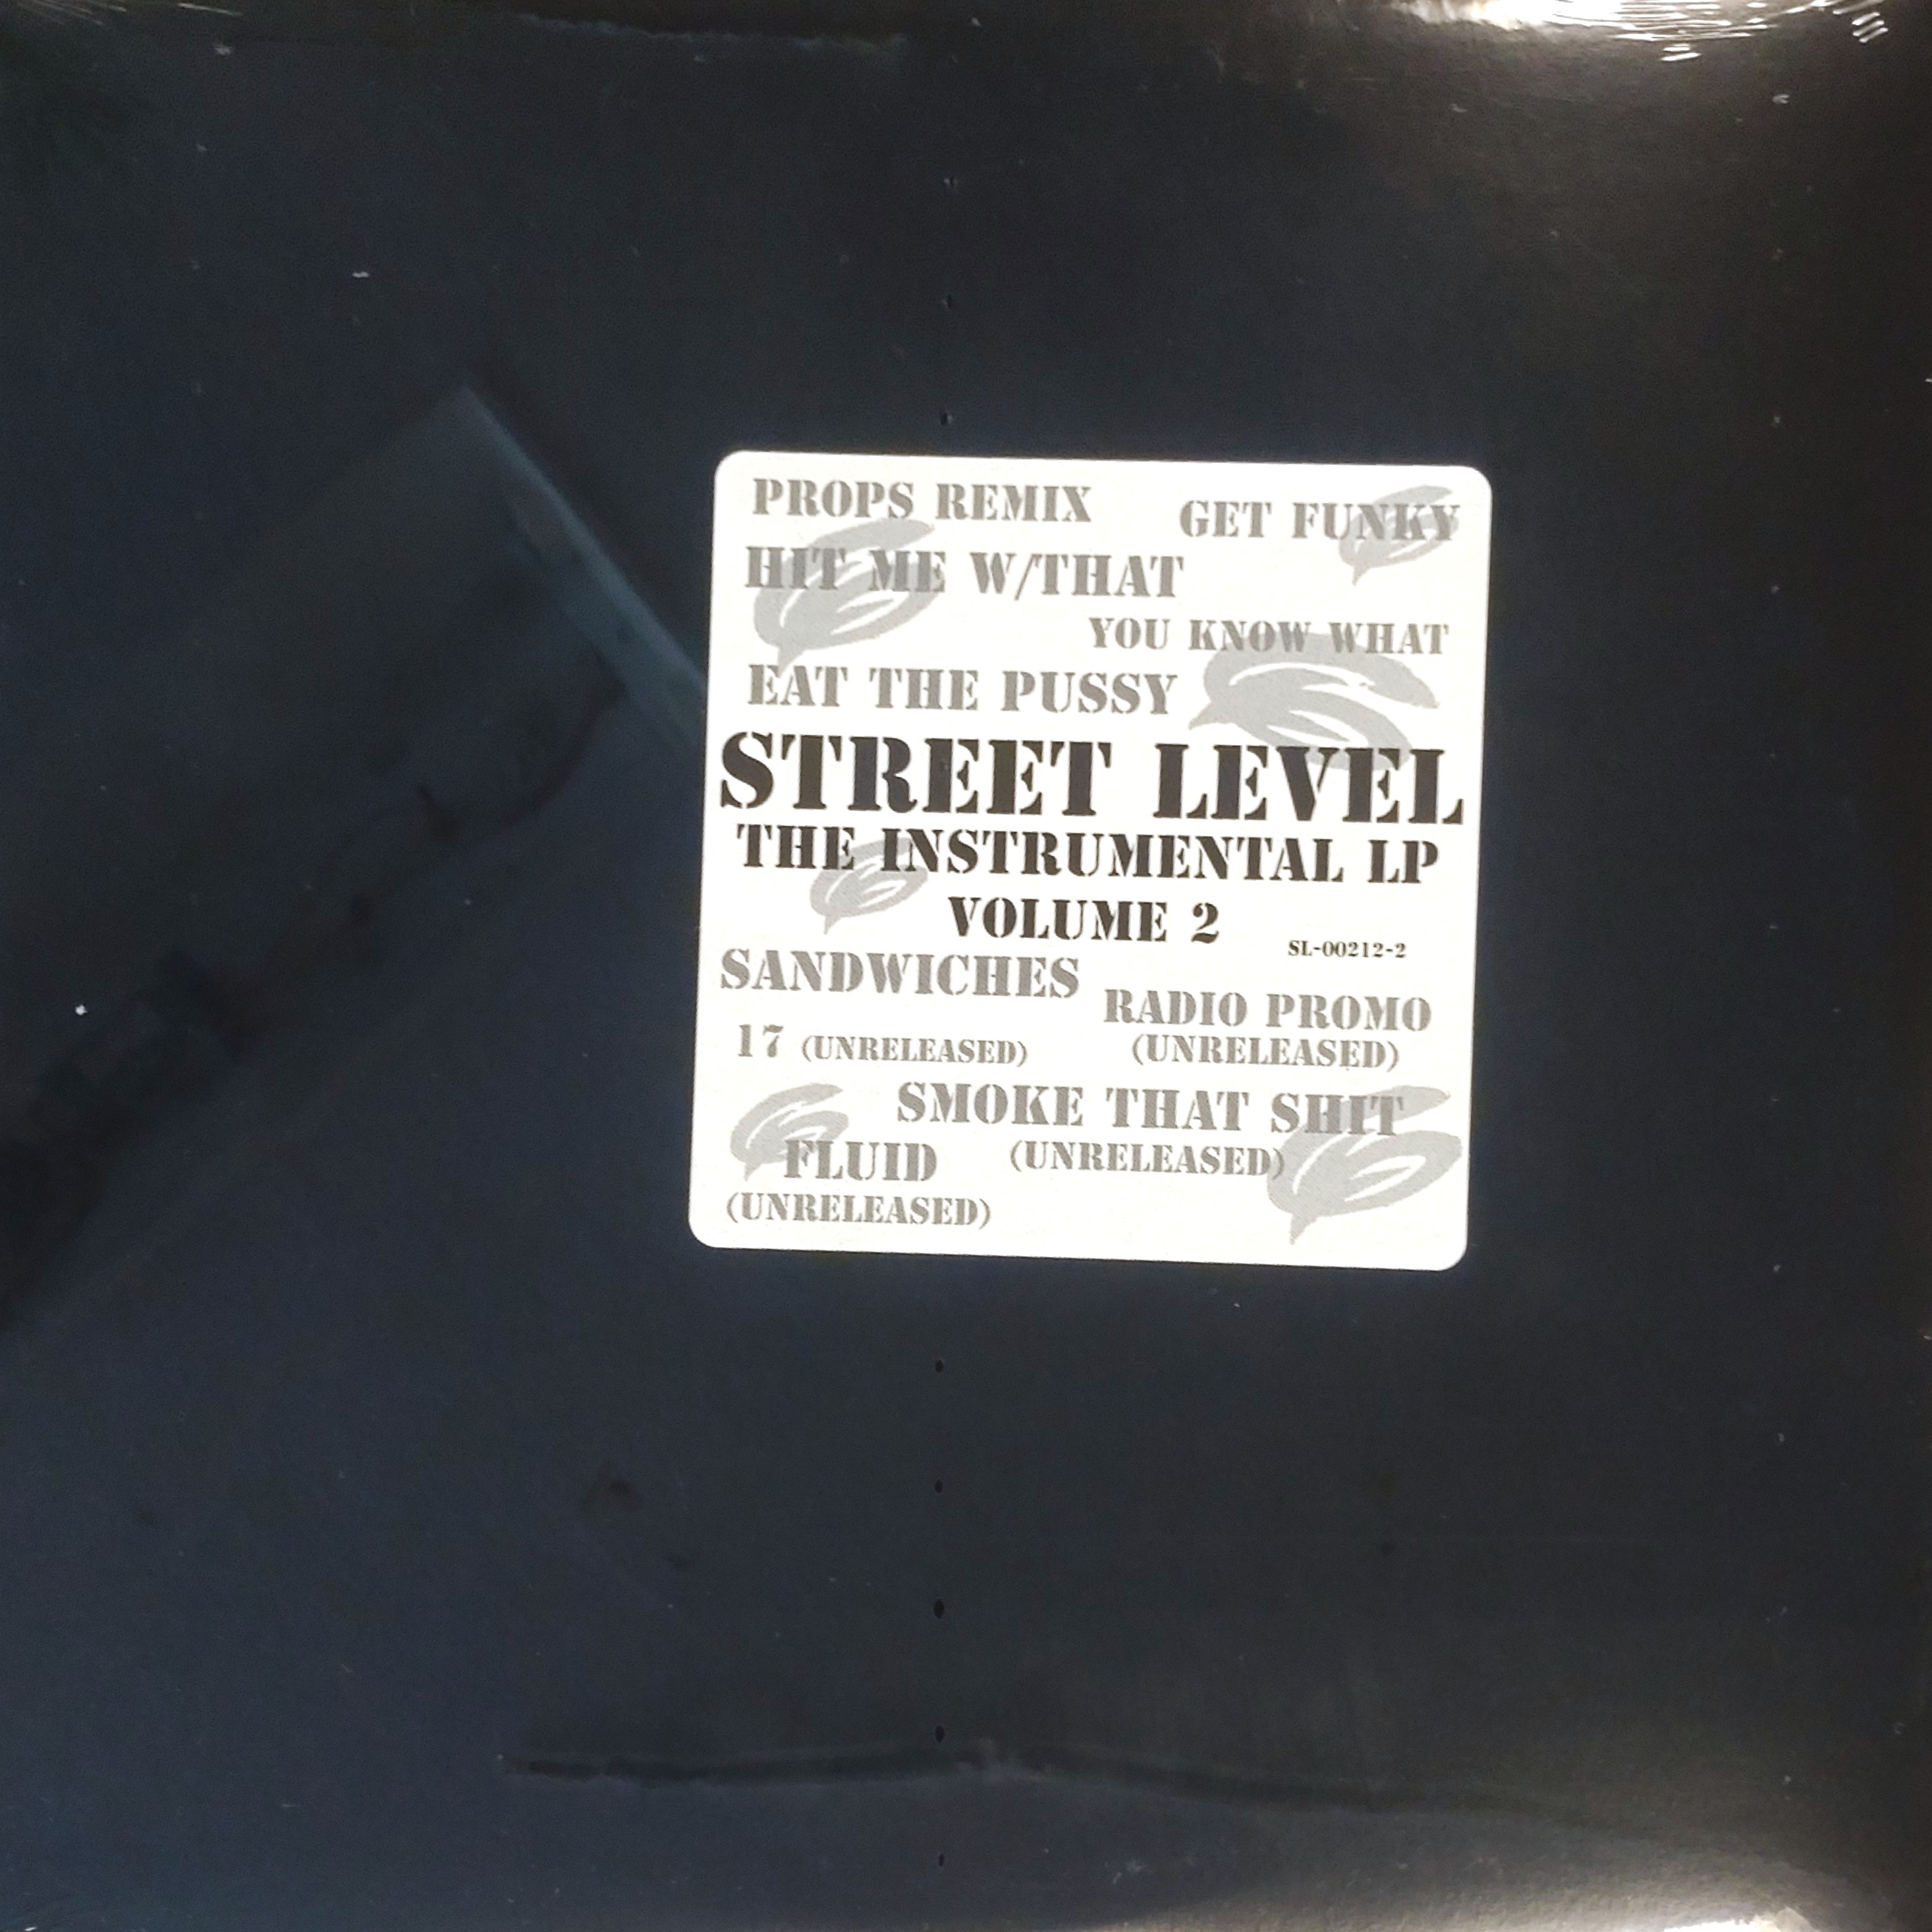 PROPS REMIX
GET FUNKY
HIT ME W/THAT
YOU KNOW WHAT
EAT THE PUSSY
STREET LEVEL
THE INSTRUMENTAL LP
VOLUME 2
SL-00212-2
SANDWICHES
RADIO PROMO
(UNRELEASED)
17 (UNRELEASED)
SMOKE THAT SHIT
(UNRELEASED)
FLUID
(UNRELEASED)